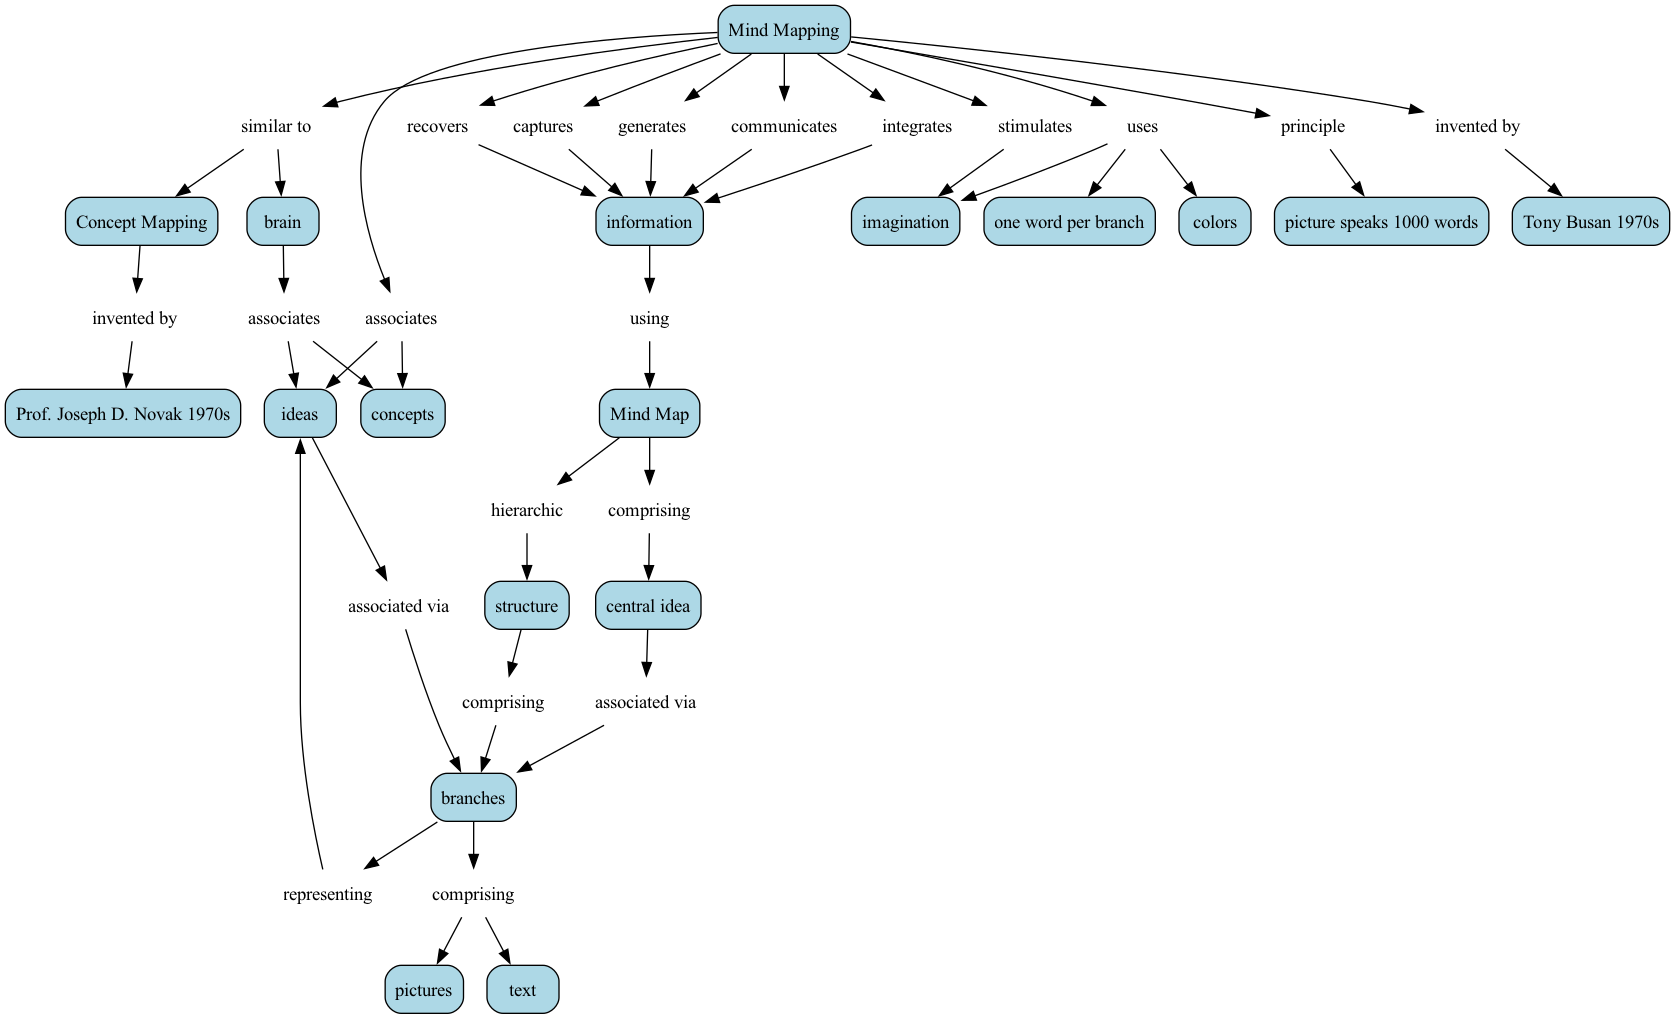 Mind Mapping
similar to
recovers
captures
generates
communicates
integrates
stimulates
uses
principle
invented by
Concept Mapping
brain
information
imagination
one word per branch
colors
picture speaks 1000 words
Tony Busan 1970s
invented by
associates
associates
using
Prof. Joseph D. Novak 1970s
ideas
concepts
Mind Map
hierarchic
comprising
associated via
structure
central idea
comprising
associated via
branches
representing
comprising
pictures
text